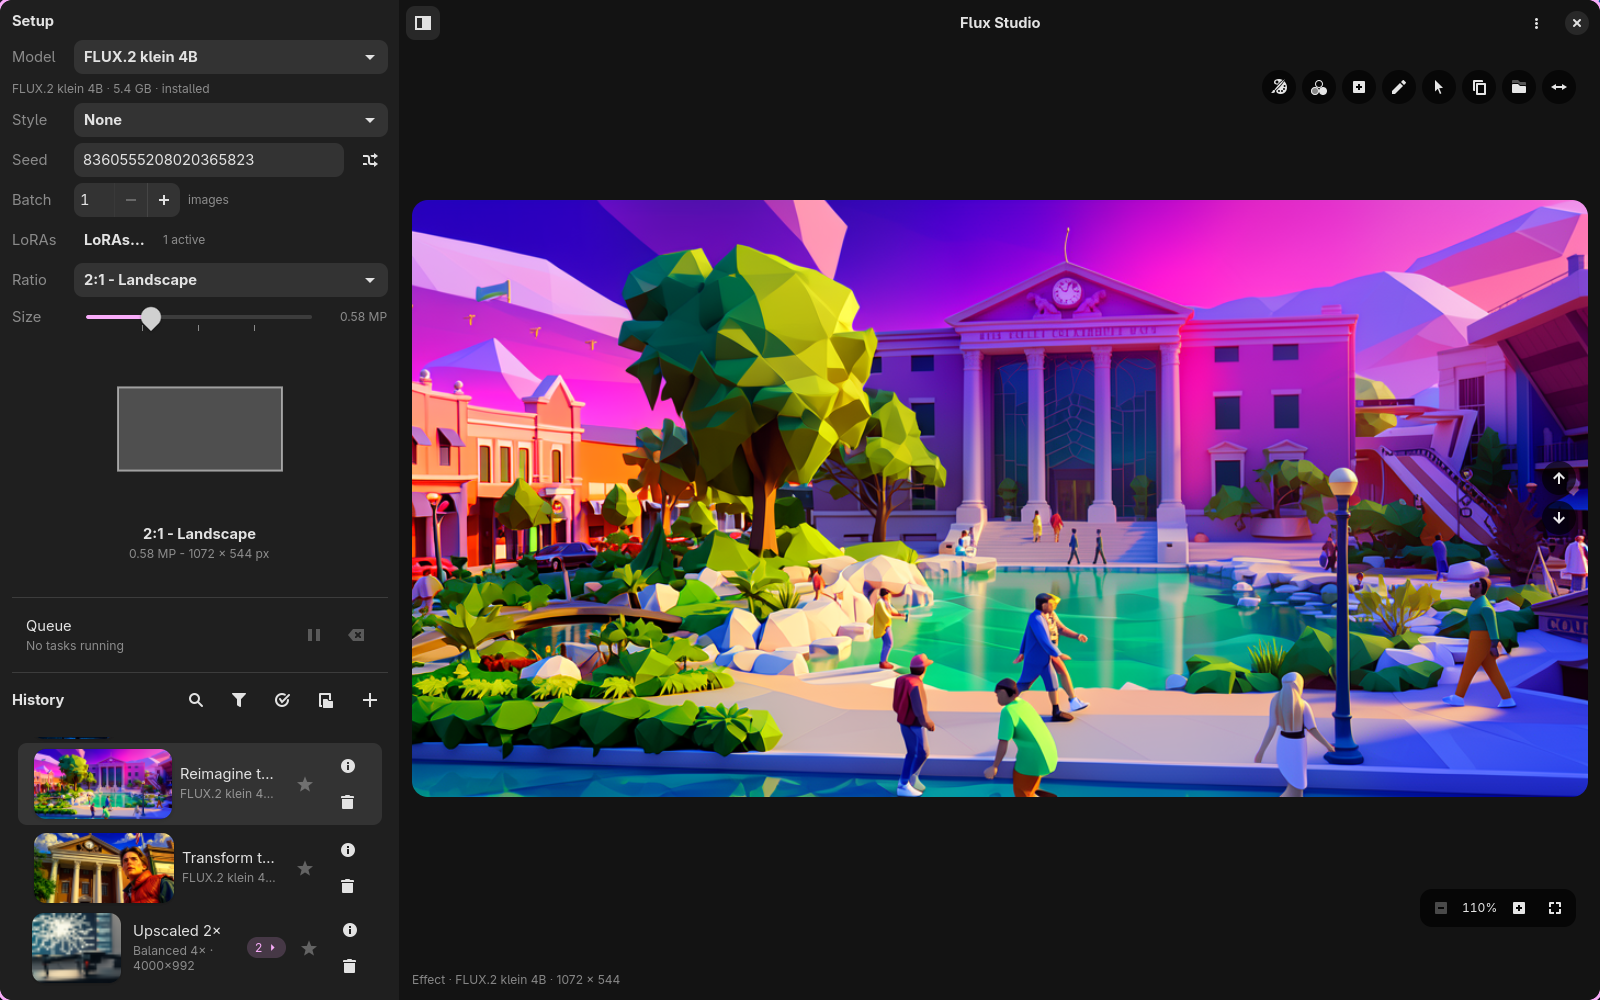 Setup
Flux Studio
Model
FLUX.2 klein 4B
FLUX.2 klein 4B · 5.4 GB · installed
Style
None
Seed
8360555208020365823
Batch
1
images
LoRAs
LoRAs...
1 active
Ratio
2:1 - Landscape
Size
0.58 MP
2:1 - Landscape
0.58 MP - 1072 × 544 px
Queue
No tasks running
History
Reimagine t...
FLUX.2 klein 4...
Transform t...
FLUX.2 klein 4...
Upscaled 2×
Balanced 4× ·
4000×992
2
110%
Effect · FLUX.2 klein 4B · 1072 × 544